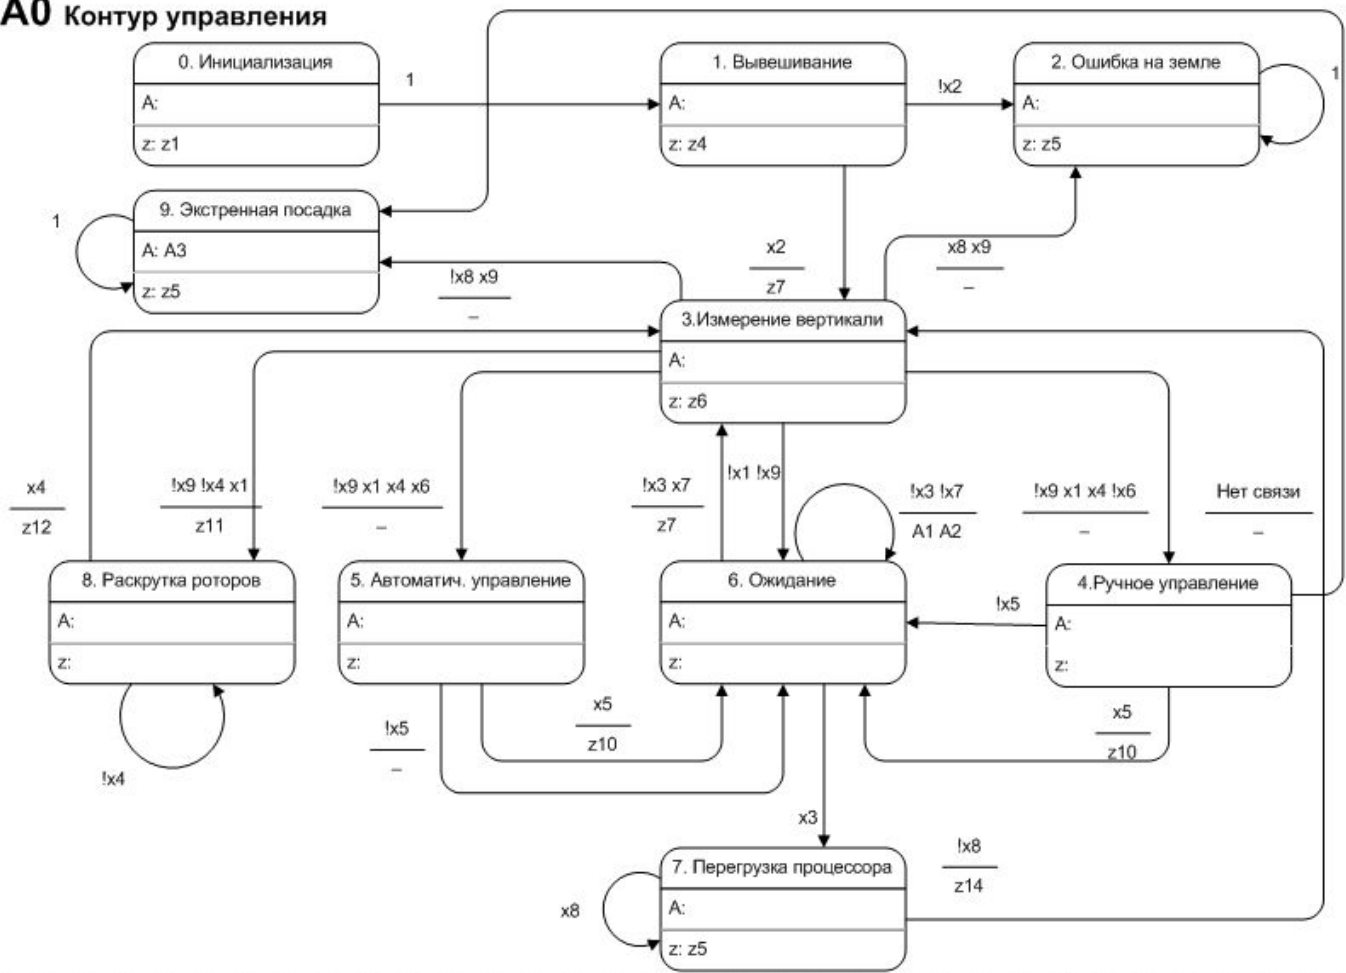 A0 Контур управления
0. Инициализация
A:
z: z1
1
1. Вывешивание
A:
z: z4
!x2
2. Ошибка на земле
A:
z: z5
1
9. Экстренная посадка
A: A3
z: z5
1
!x8 x9
–
x2
z7
x8 x9
–
3.Измерение вертикали
A:
z: z6
x4
z12
!x9 !x4 x1
z11
!x9 x1 x4 x6
–
!x3 x7
z7
!x1 !x9
!x3 !x7
A1 A2
!x9 x1 x4 !x6
–
Нет связи
–
8. Раскрутка роторов
A:
z:
!x4
5. Автоматич. управление
A:
z:
6. Ожидание
A:
z:
!x5
4.Ручное управление
A:
z:
!x5
–
x5
z10
x5
z10
x3
7. Перегрузка процессора
A:
z: z5
x8
!x8
z14